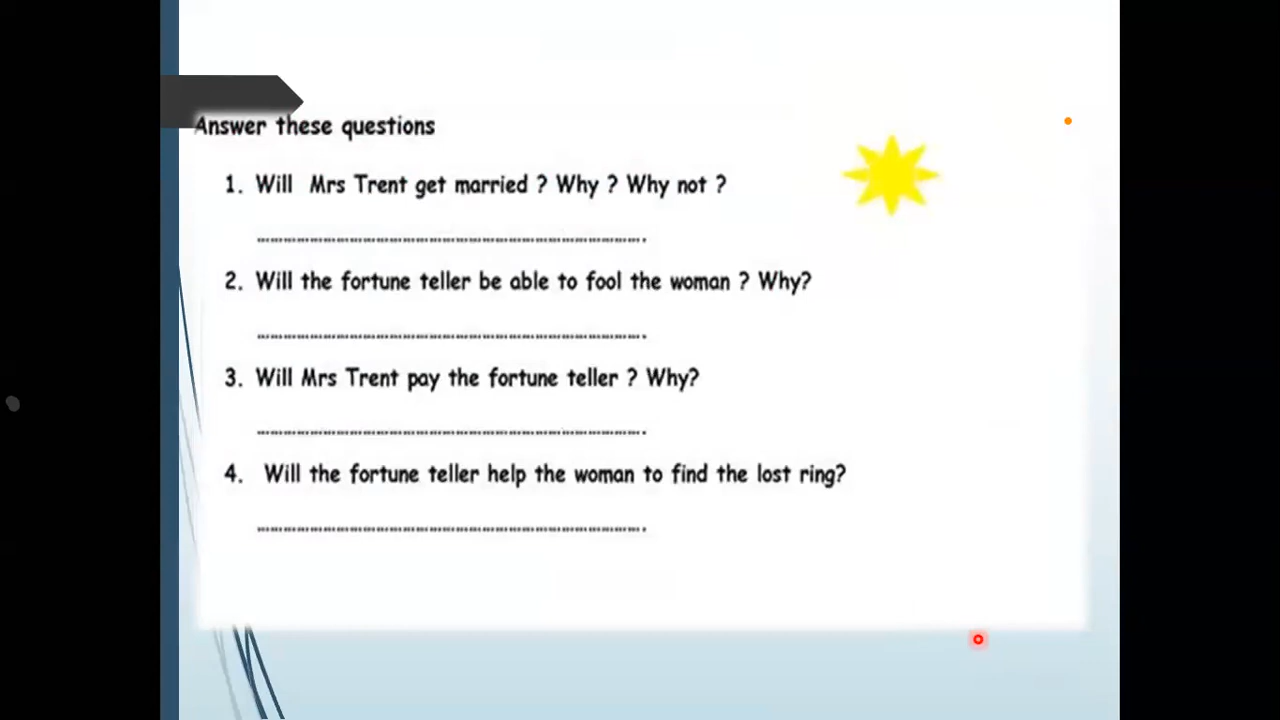 Answer these questions
1. Will Mrs Trent get married ? Why ? Why not ?
…………………………………………………………………………….
2. Will the fortune teller be able to fool the woman ? Why?
…………………………………………………………………………….
3. Will Mrs Trent pay the fortune teller ? Why?
…………………………………………………………………………….
4. Will the fortune teller help the woman to find the lost ring?
…………………………………………………………………………….